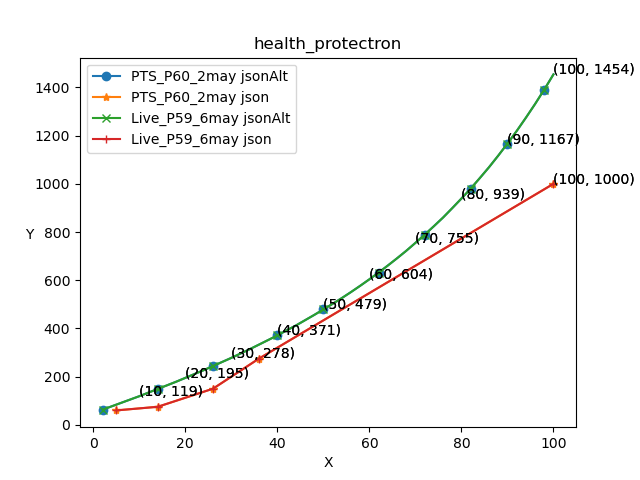 health_protectron
PTS_P60_2may jsonAlt
PTS_P60_2may json
Live_P59_6may jsonAlt
Live_P59_6may json
(100, 1454)
(90, 1167)
(100, 1000)
(80, 939)
(70, 755)
(60, 604)
(50, 479)
(40, 371)
(30, 278)
(20, 195)
(10, 119)
Y
1400
1200
1000
800
600
400
200
0
0 20 40 60 80 100
X